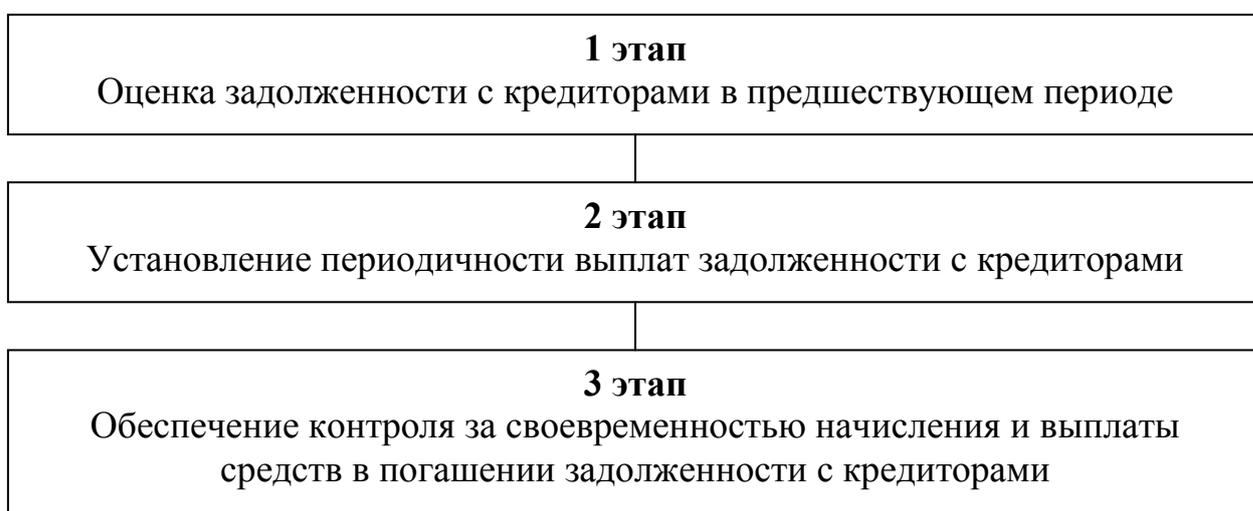 1 этап
Оценка задолженности с кредиторами в предшествующем периоде
2 этап
Установление периодичности выплат задолженности с кредиторами
3 этап
Обеспечение контроля за своевременностью начисления и выплаты
средств в погашении задолженности с кредиторами